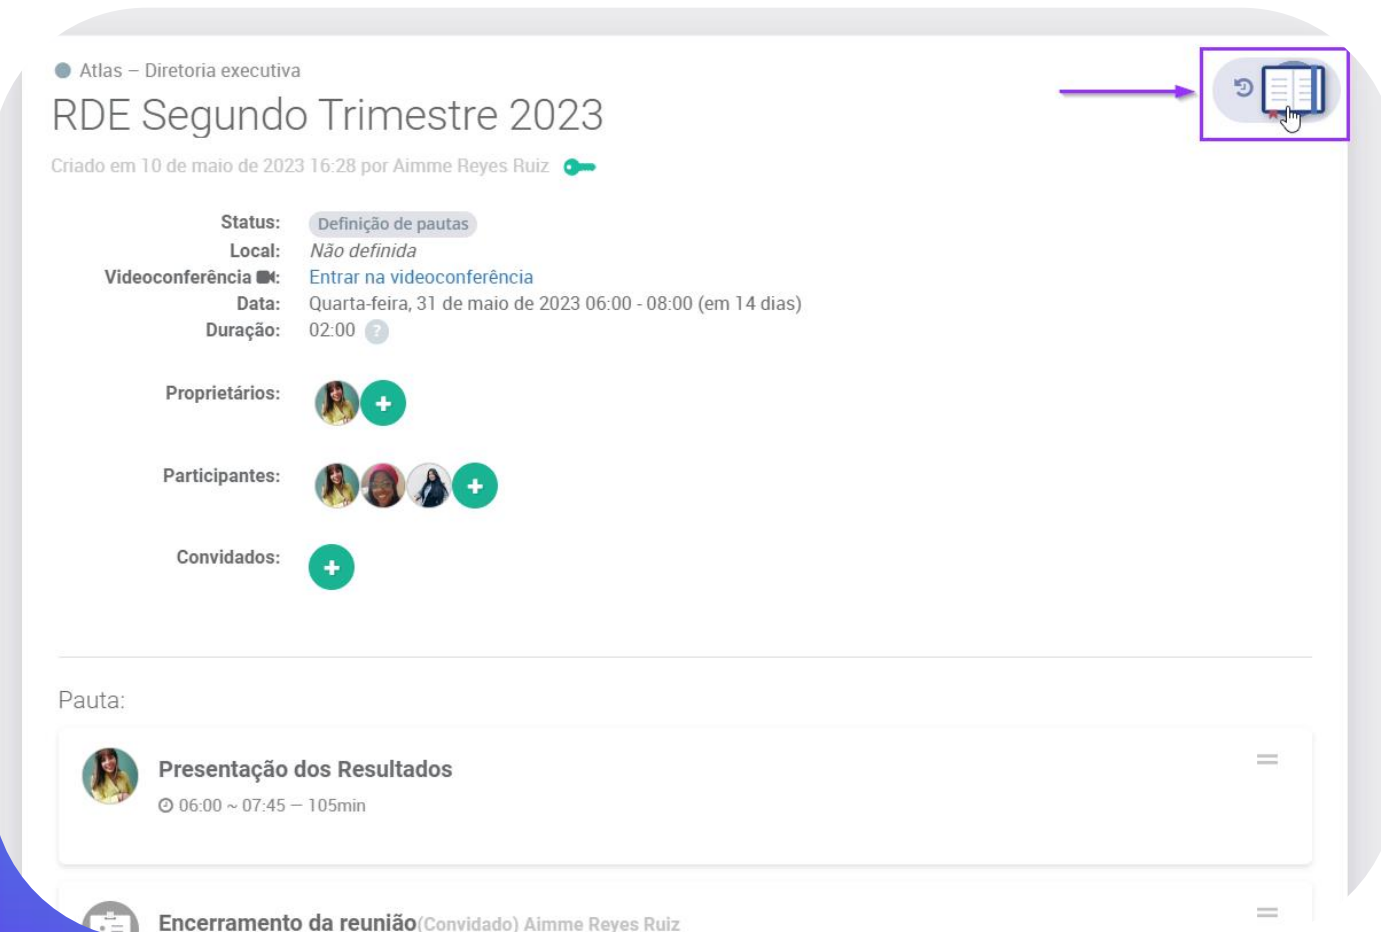 Atlas – Diretoria executiva
RDE Segundo Trimestre 2023
Criado em 10 de maio de 2023 16:28 por Aimme Reyes Ruiz
Status: Definição de pautas
Local: Não definida
Videoconferência: Entrar na videoconferência
Data: Quarta-feira, 31 de maio de 2023 06:00 - 08:00 (em 14 dias)
Duração: 02:00 ?
Proprietários: +
Participantes: +
Convidados: +
Pauta:
Presentação dos Resultados
06:00 ~ 07:45 — 105min
Encerramento da reunião(Convidado) Aimme Reyes Ruiz